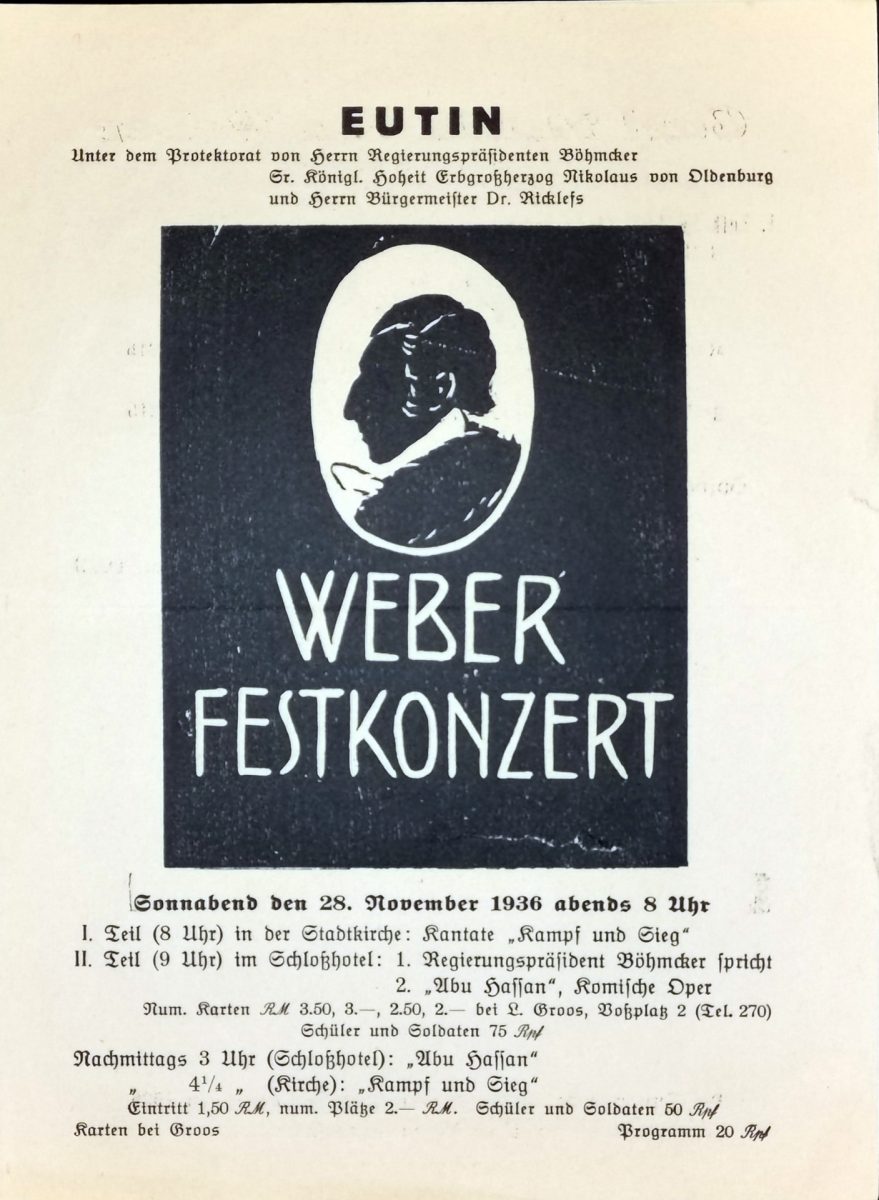 EUTIN
Unter dem Protektorat von Herrn Regierungspräsidenten Böhmcker
Sr. Königl. Hoheit Erbgroßherzog Nikolaus von Oldenburg
und Herrn Bürgermeister Dr. Ricklefs
WEBER
FESTKONZERT
Sonnabend den 28. November 1936 abends 8 Uhr
I. Teil (8 Uhr) in der Stadtkirche: Kantate „Kampf und Sieg“
II. Teil (9 Uhr) im Schloßhotel: 1. Regierungspräsident Böhmcker spricht
2. „Abu Hassan“, Komische Oper
Num. Karten RM 3.50, 3.—, 2.50, 2.— bei L. Groos, Voßplatz 2 (Tel. 270)
Schüler und Soldaten 75 Rpf
Nachmittags 3 Uhr (Schloßhotel): „Abu Hassan“
„ 4¼ „ (Kirche): „Kampf und Sieg“
Eintritt 1,50 RM, num. Plätze 2.— RM. Schüler und Soldaten 50 Rpf
Karten bei Groos Programm 20 Rpf